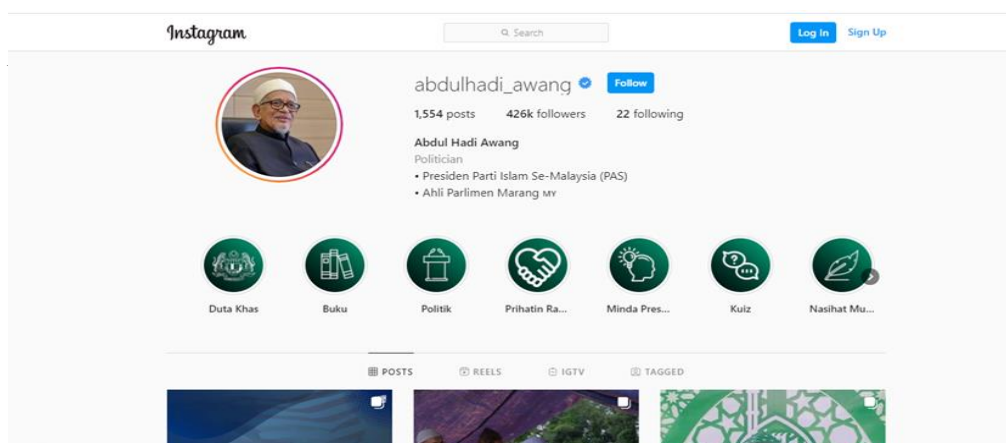 Instagram
Search
Log In Sign Up
abdulhadi_awang Follow
1,554 posts 426k followers 22 following
Abdul Hadi Awang
Politician
• Presiden Parti Islam Se-Malaysia (PAS)
• Ahli Parlimen Marang MY
Duta Khas Buku Politik Prihatin Ra... Minda Pres... Kuiz Nasihat Mu...
POSTS REELS IGTV TAGGED